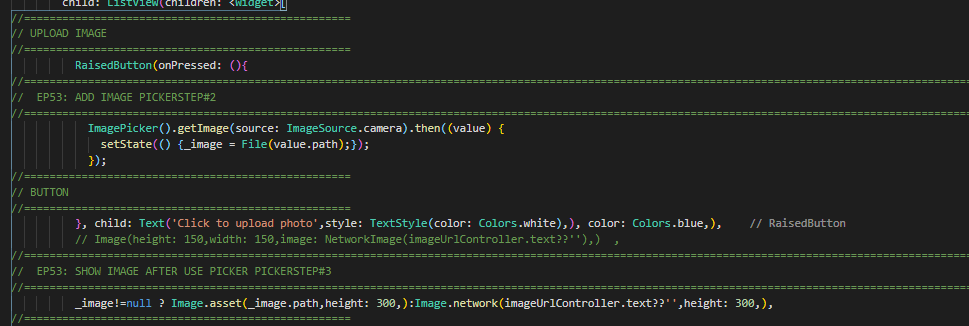 child: ListView(children: <Widget>[
//==================================================
// UPLOAD IMAGE
//==================================================
RaisedButton(onPressed: (){
//==================================================================================================================================================
//  EP53: ADD IMAGE PICKERSTEP#2
//==================================================================================================================================================
ImagePicker().getImage(source: ImageSource.camera).then((value) {
setState(() {_image = File(value.path);});
});
//==================================================
// BUTTON
//==================================================
}, child: Text('Click to upload photo',style: TextStyle(color: Colors.white),), color: Colors.blue,),    // RaisedButton
// Image(height: 150,width: 150,image: NetworkImage(imageUrlController.text??''),)  ,
//==================================================================================================================================================
//  EP53: SHOW IMAGE AFTER USE PICKER PICKERSTEP#3
//==================================================================================================================================================
_image!=null ? Image.asset(_image.path,height: 300,):Image.network(imageUrlController.text??'',height: 300,),
//==================================================